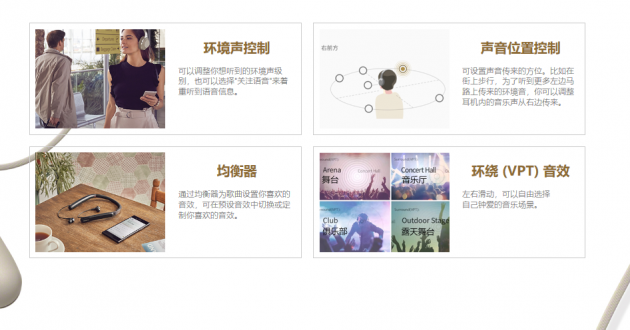 环境声控制
可以调整你想听到的环境声级
别，也可以选择“关注语音”来着
重听到语音信息。
右前方
声音位置控制
可设置声音传来的方位。比如在
街上步行，为了听到更多左边马
路上传来的环境音，你可以调整
耳机内的音乐声从右边传来。
均衡器
通过均衡器为歌曲设置你喜欢的
音效，可在预设音效中切换或定
制你喜欢的音效。
Arena
舞台
Concert Hall
Concert Hall
音乐厅
Club
俱乐部
Outdoor Stage
露天舞台
环绕 (VPT) 音效
左右滑动，可以自由选择
自己钟爱的音乐场景。